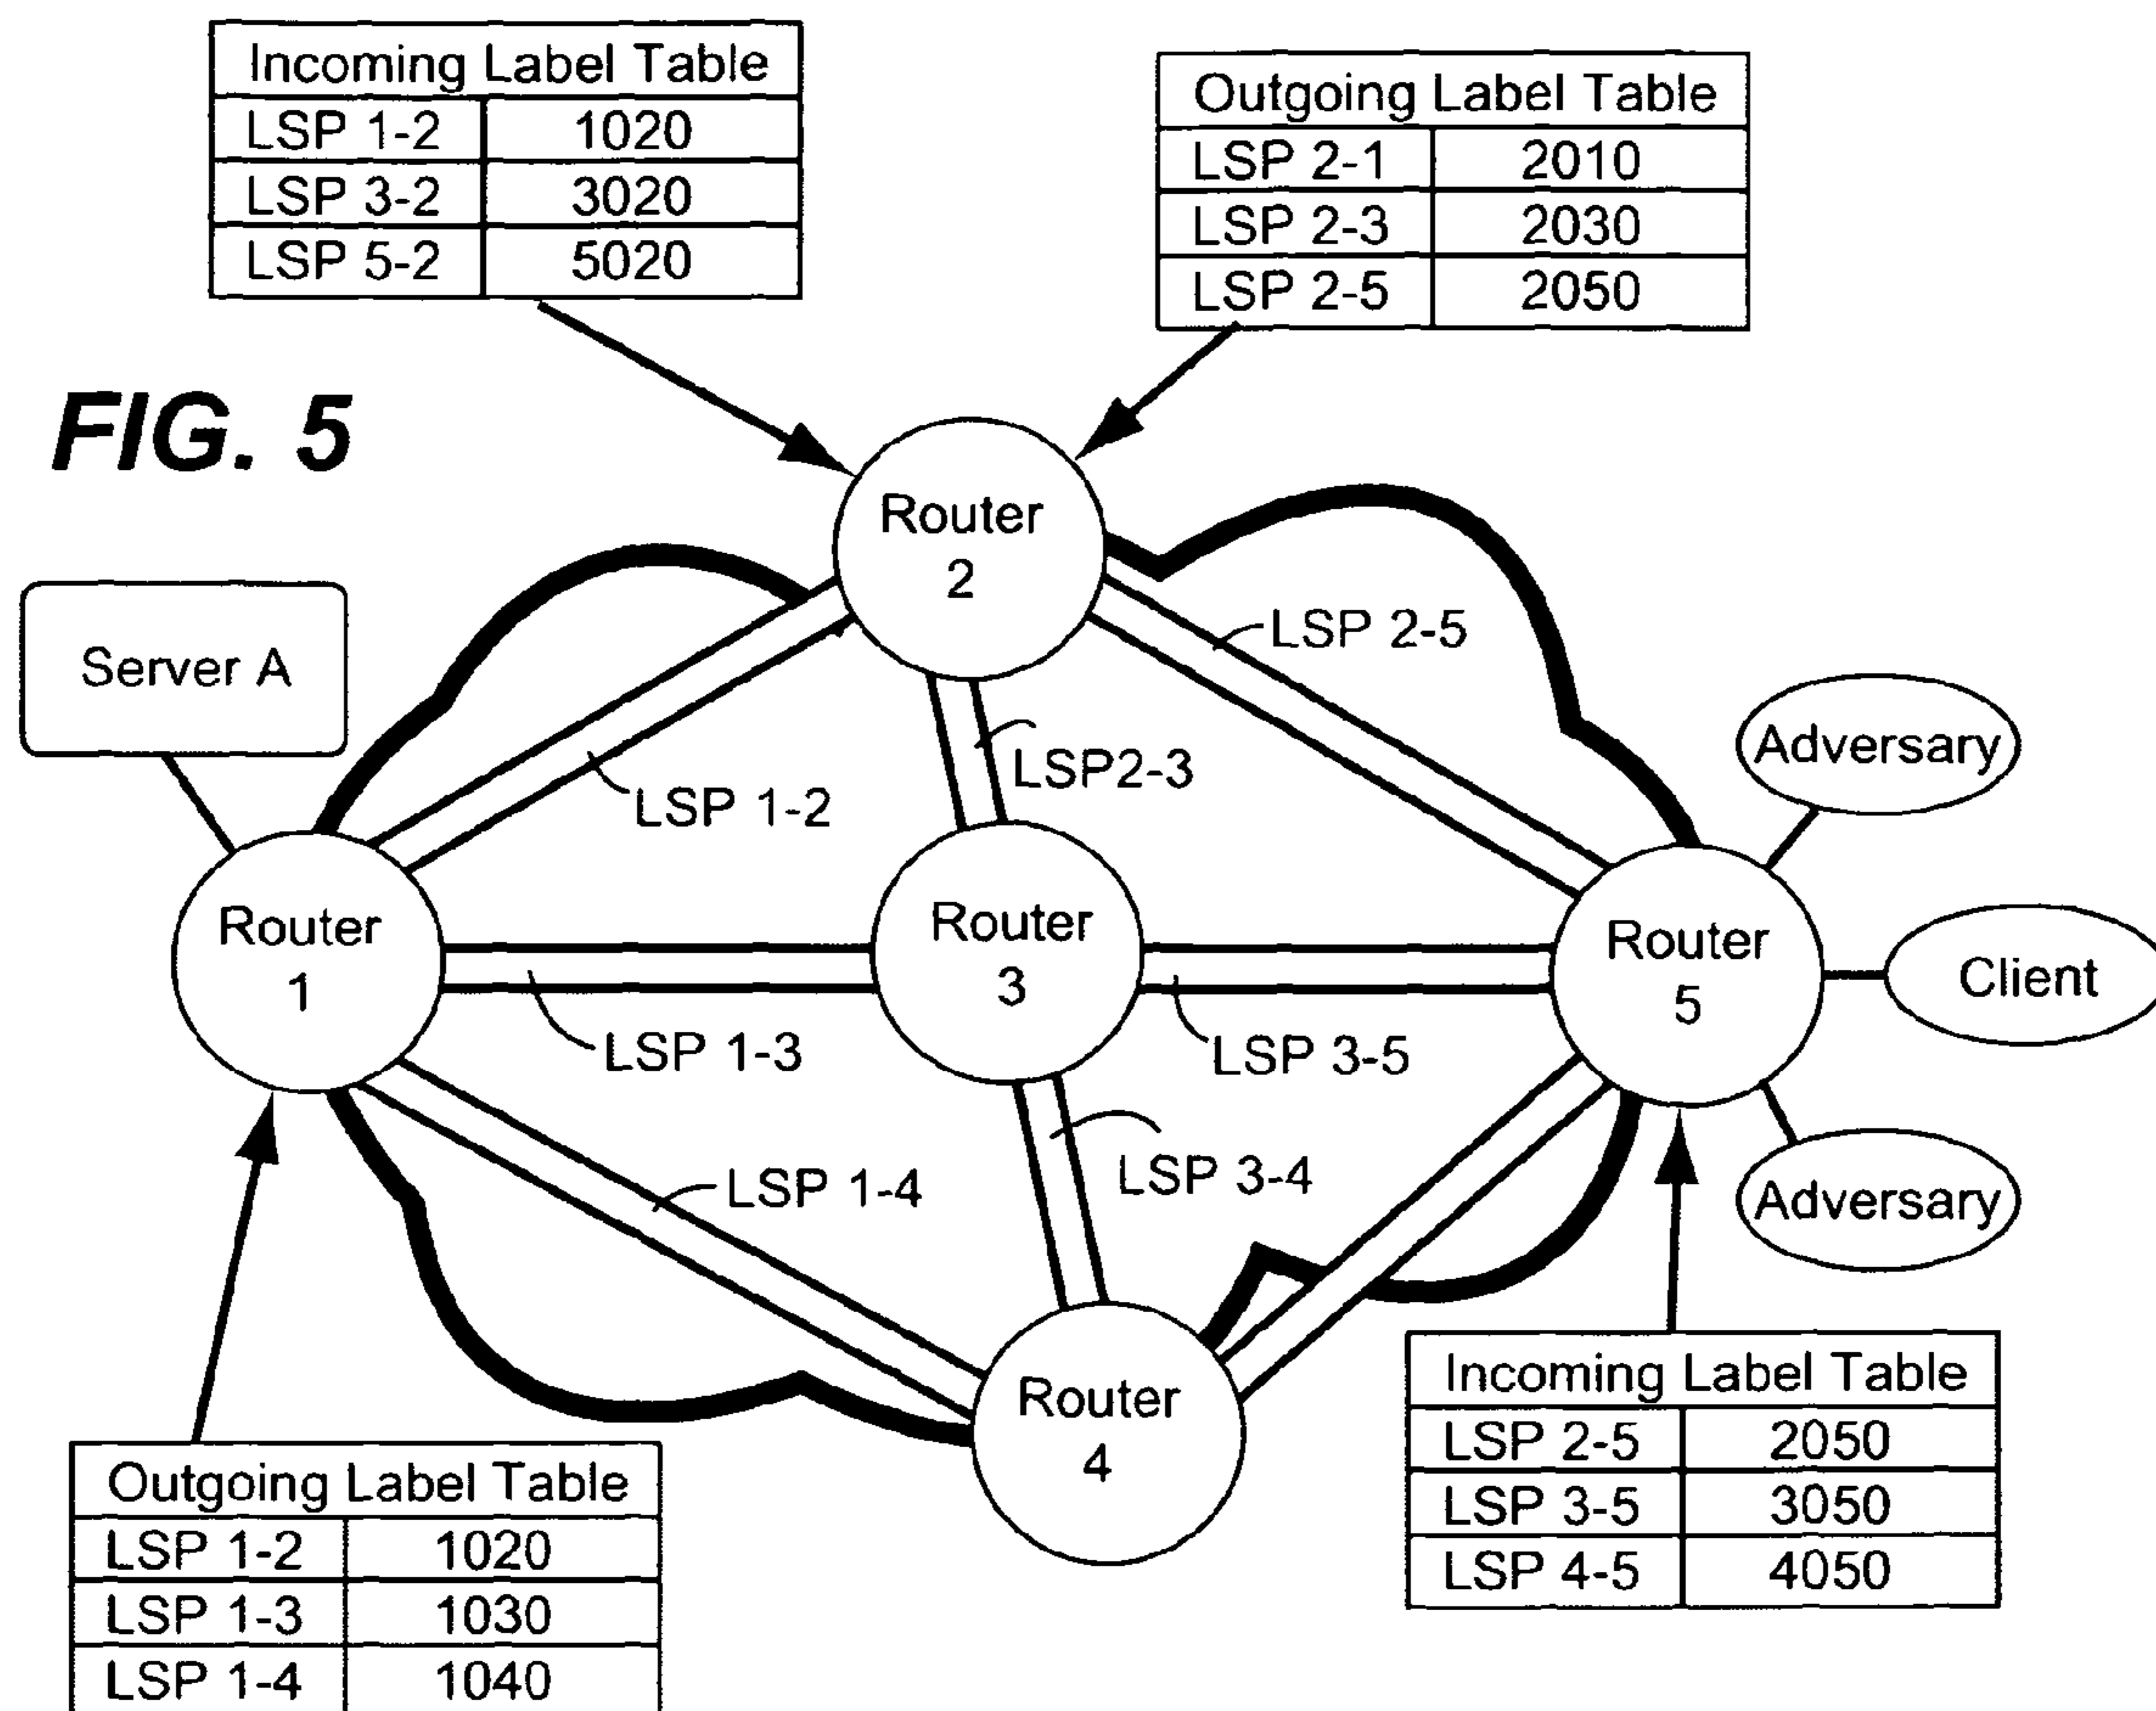 Incoming Label Table
LSP 1-2 1020
LSP 3-2 3020
LSP 5-2 5020
Outgoing Label Table
LSP 2-1 2010
LSP 2-3 2030
LSP 2-5 2050
FIG. 5
Router
2
Server A
LSP 2-5
LSP2-3
LSP 1-2
Adversary
Router
1
Router
3
Router
5
Client
LSP 1-3
LSP 3-5
LSP 1-4
LSP 3-4
Adversary
Router
4
Incoming Label Table
LSP 2-5 2050
LSP 3-5 3050
LSP 4-5 4050
Outgoing Label Table
LSP 1-2 1020
LSP 1-3 1030
LSP 1-4 1040